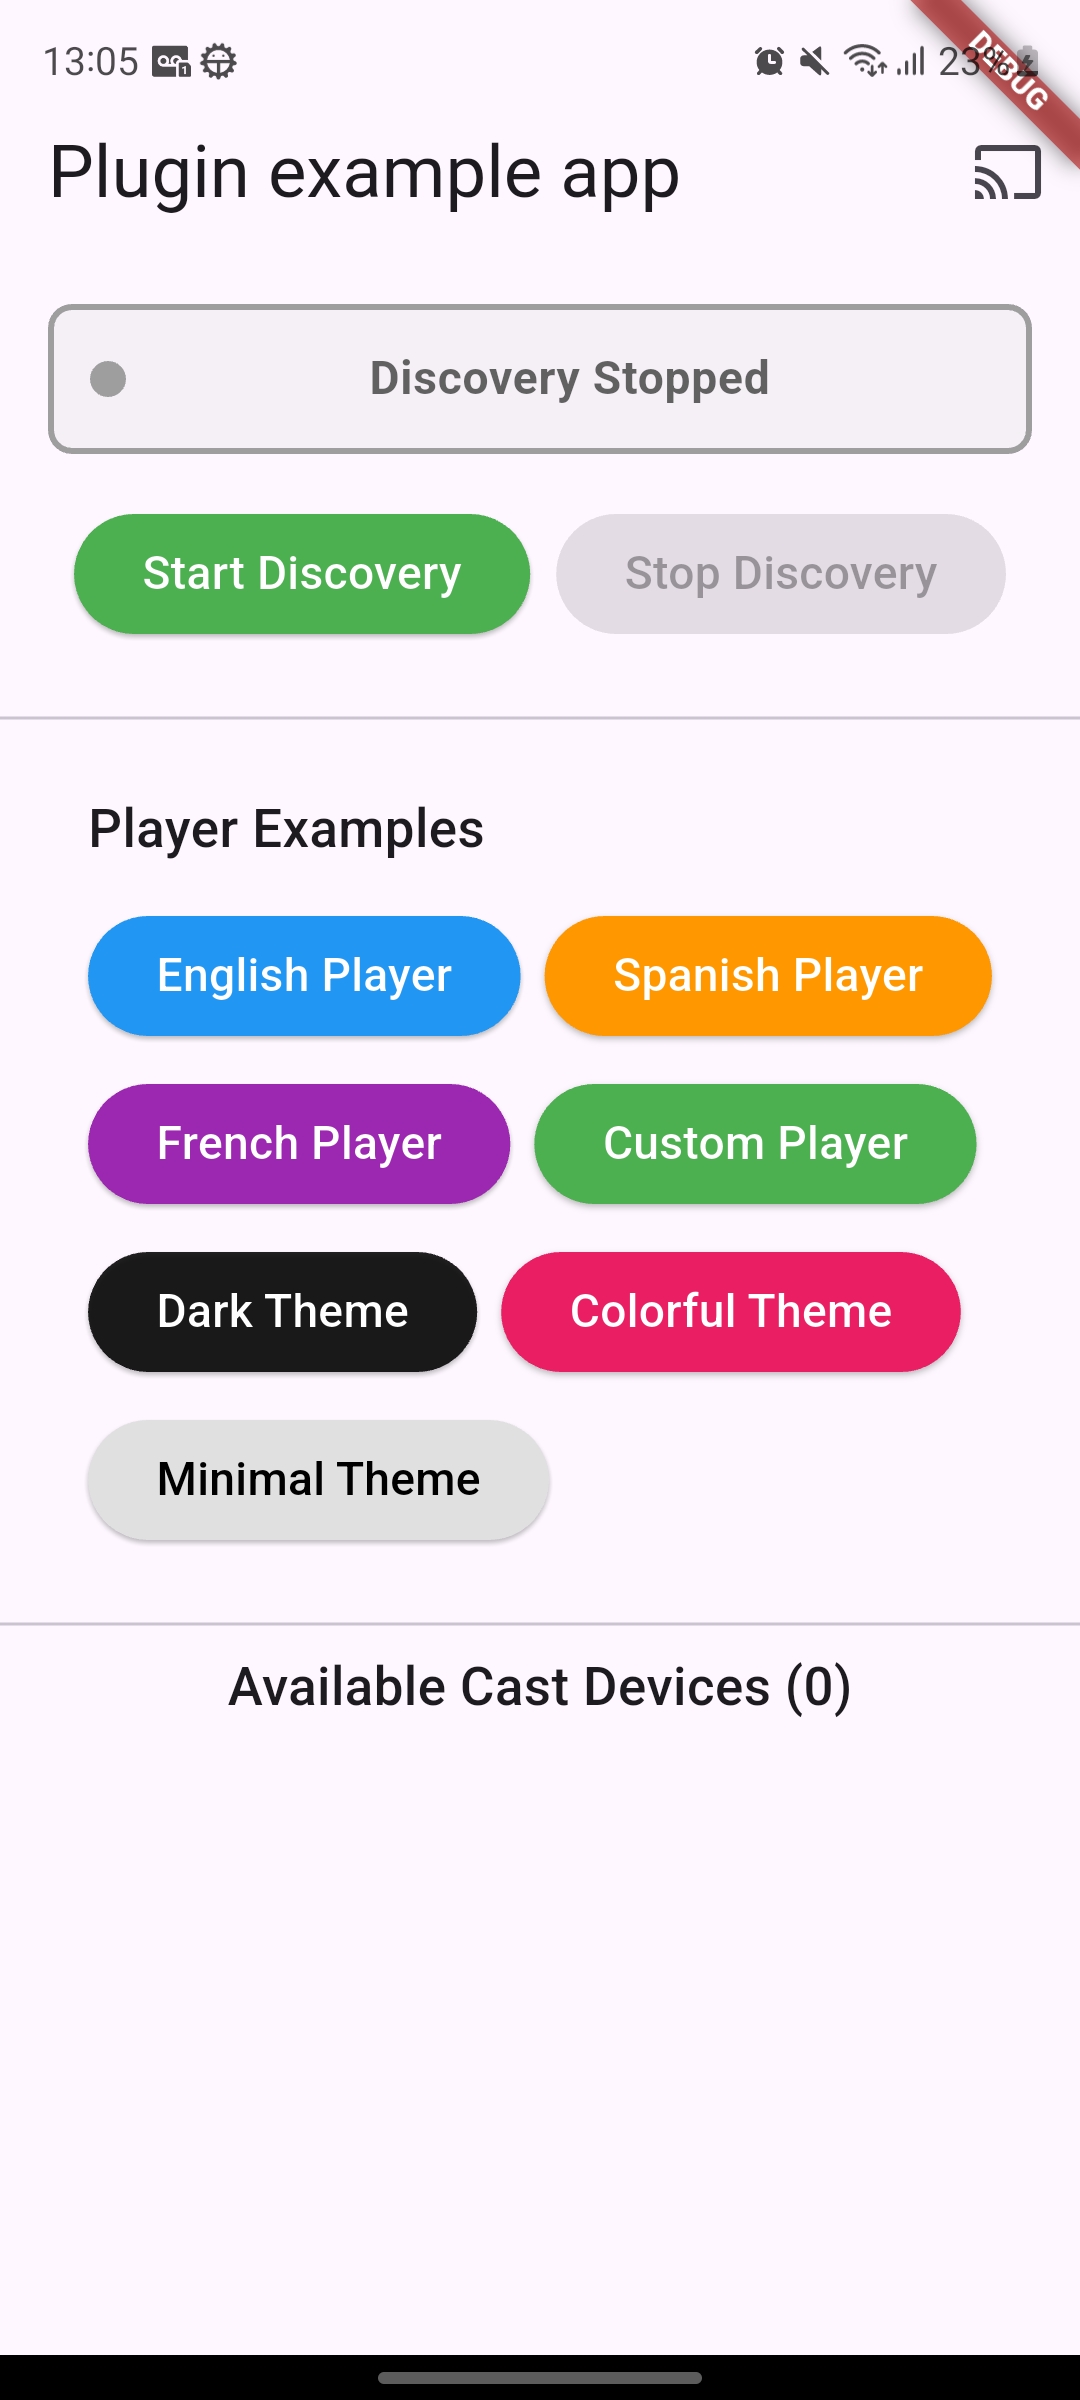 13:05
23%
DEBUG
Plugin example app
Discovery Stopped
Start Discovery Stop Discovery
Player Examples
English Player Spanish Player
French Player Custom Player
Dark Theme Colorful Theme
Minimal Theme
Available Cast Devices (0)